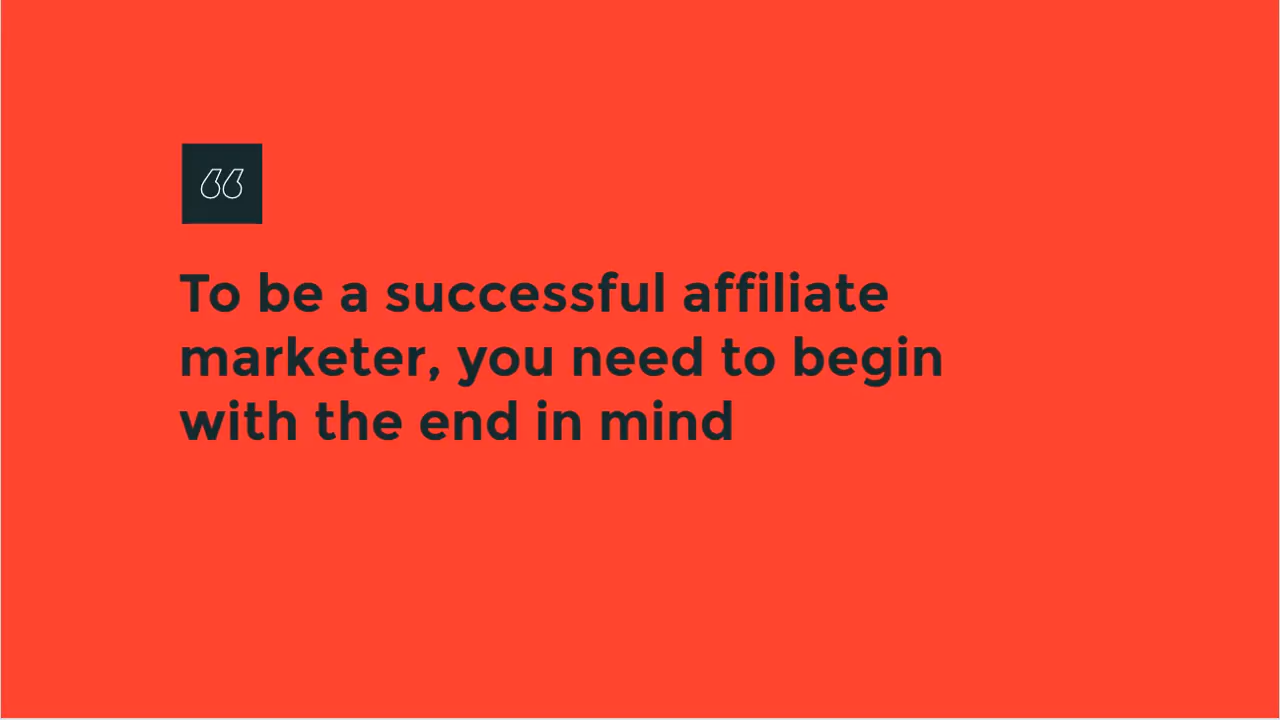 “
To be a successful affiliate
marketer, you need to begin
with the end in mind